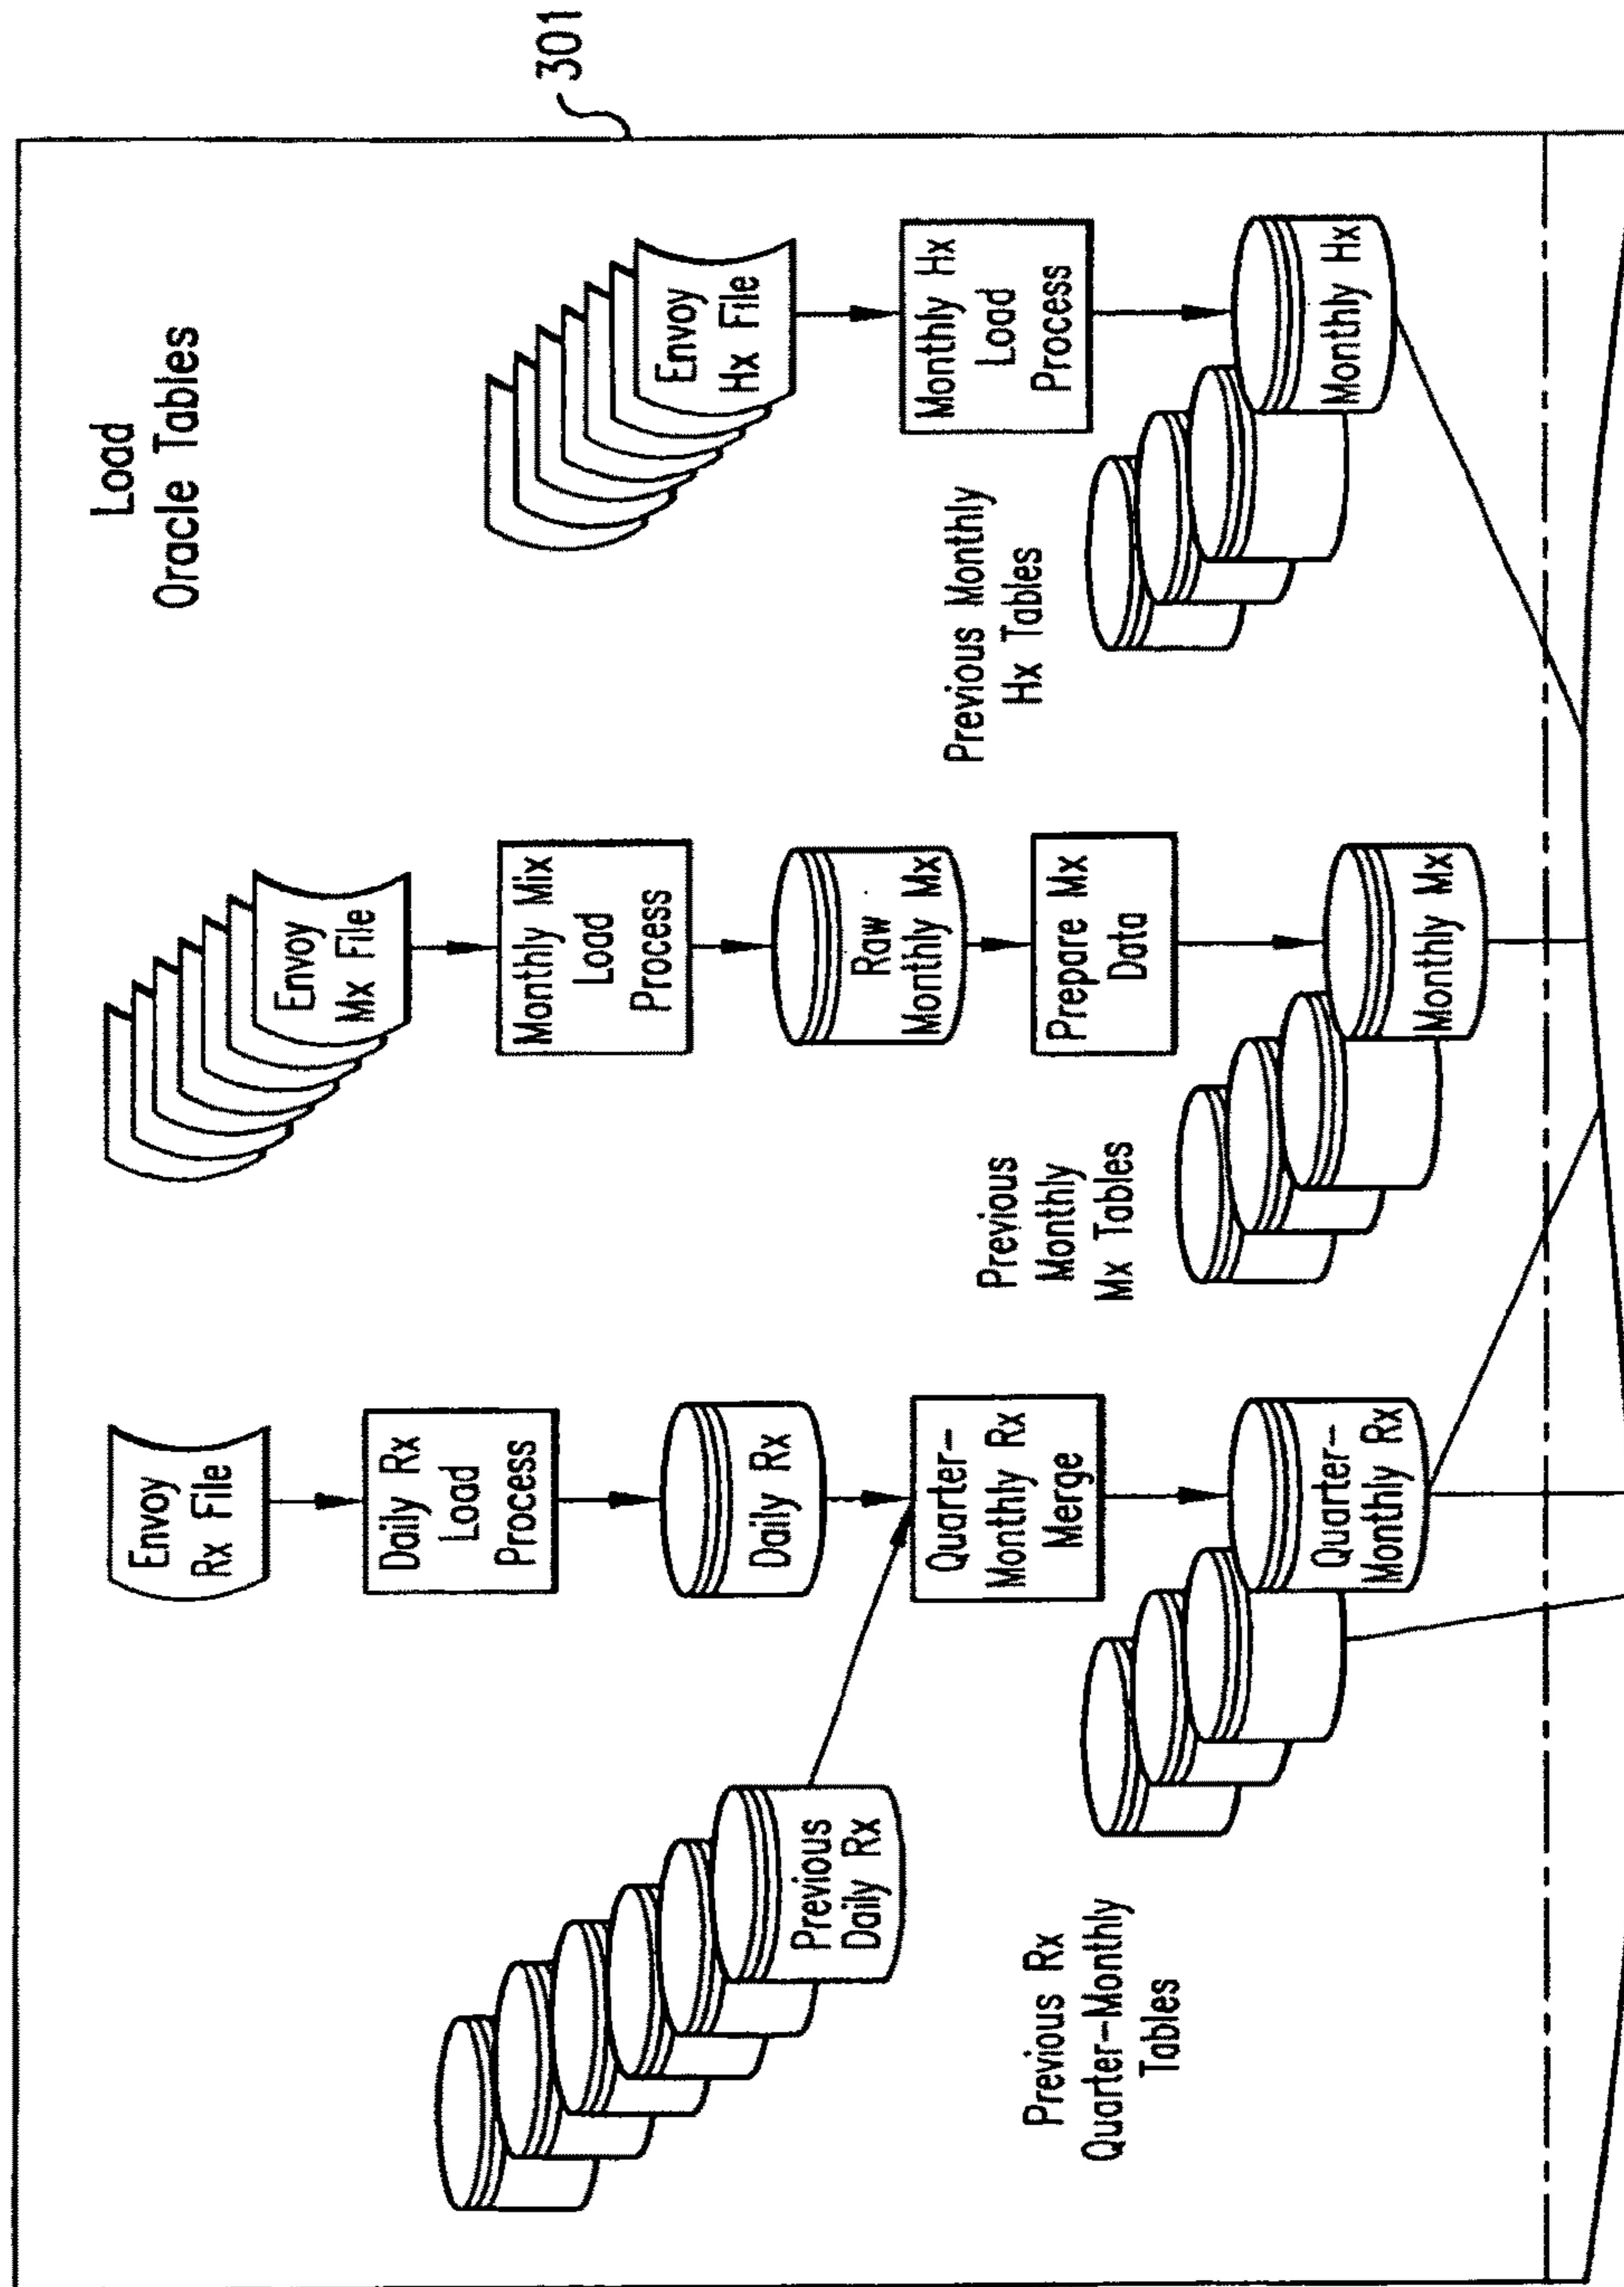 Load
Oracle Tables
301
Envoy
Rx File
Daily Rx
Load
Process
Daily Rx
Previous
Daily Rx
Quarter-
Monthly Rx
Merge
Previous Rx
Quarter-Monthly
Tables
Quarter-
Monthly Rx
Envoy
Mx File
Monthly Mix
Load
Process
Raw
Monthly Mx
Prepare Mx
Data
Previous
Monthly
Mx Tables
Monthly Mx
Envoy
Hx File
Monthly Hx
Load
Process
Previous Monthly
Hx Tables
Monthly Hx